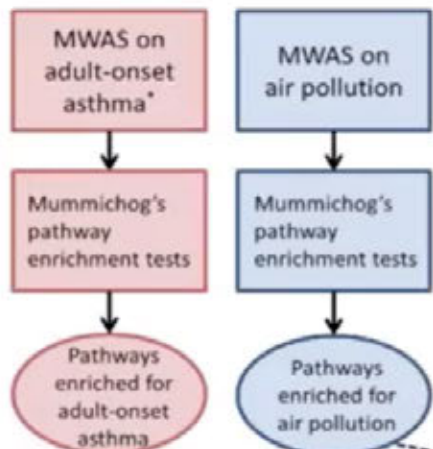 MWAS on
adult-onset
asthma*
MWAS on
air pollution
Mummichog's
pathway
enrichment tests
Mummichog's
pathway
enrichment tests
Pathways
enriched for
adult-onset
asthma
Pathways
enriched for
air pollution